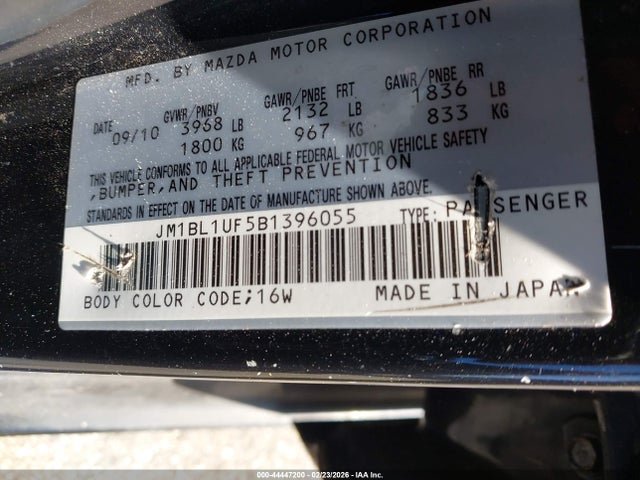 MFD. BY MAZDA MOTOR CORPORATION
DATE GVWR/PNBV GAWR/PNBE FRT GAWR/PNBE RR
09/10 3968 LB 2132 LB 1836 LB
1800 KG 967 KG 833 KG
THIS VEHICLE CONFORMS TO ALL APPLICABLE FEDERAL MOTOR VEHICLE SAFETY
,BUMPER,AND THEFT PREVENTION
STANDARDS IN EFFECT ON THE DATE OF MANUFACTURE SHOWN ABOVE.
JM1BL1UF5B1396055 TYPE: PASSENGER
BODY COLOR CODE;16W MADE IN JAPAN
000-44447200 - 02/23/2026 - IAA Inc.